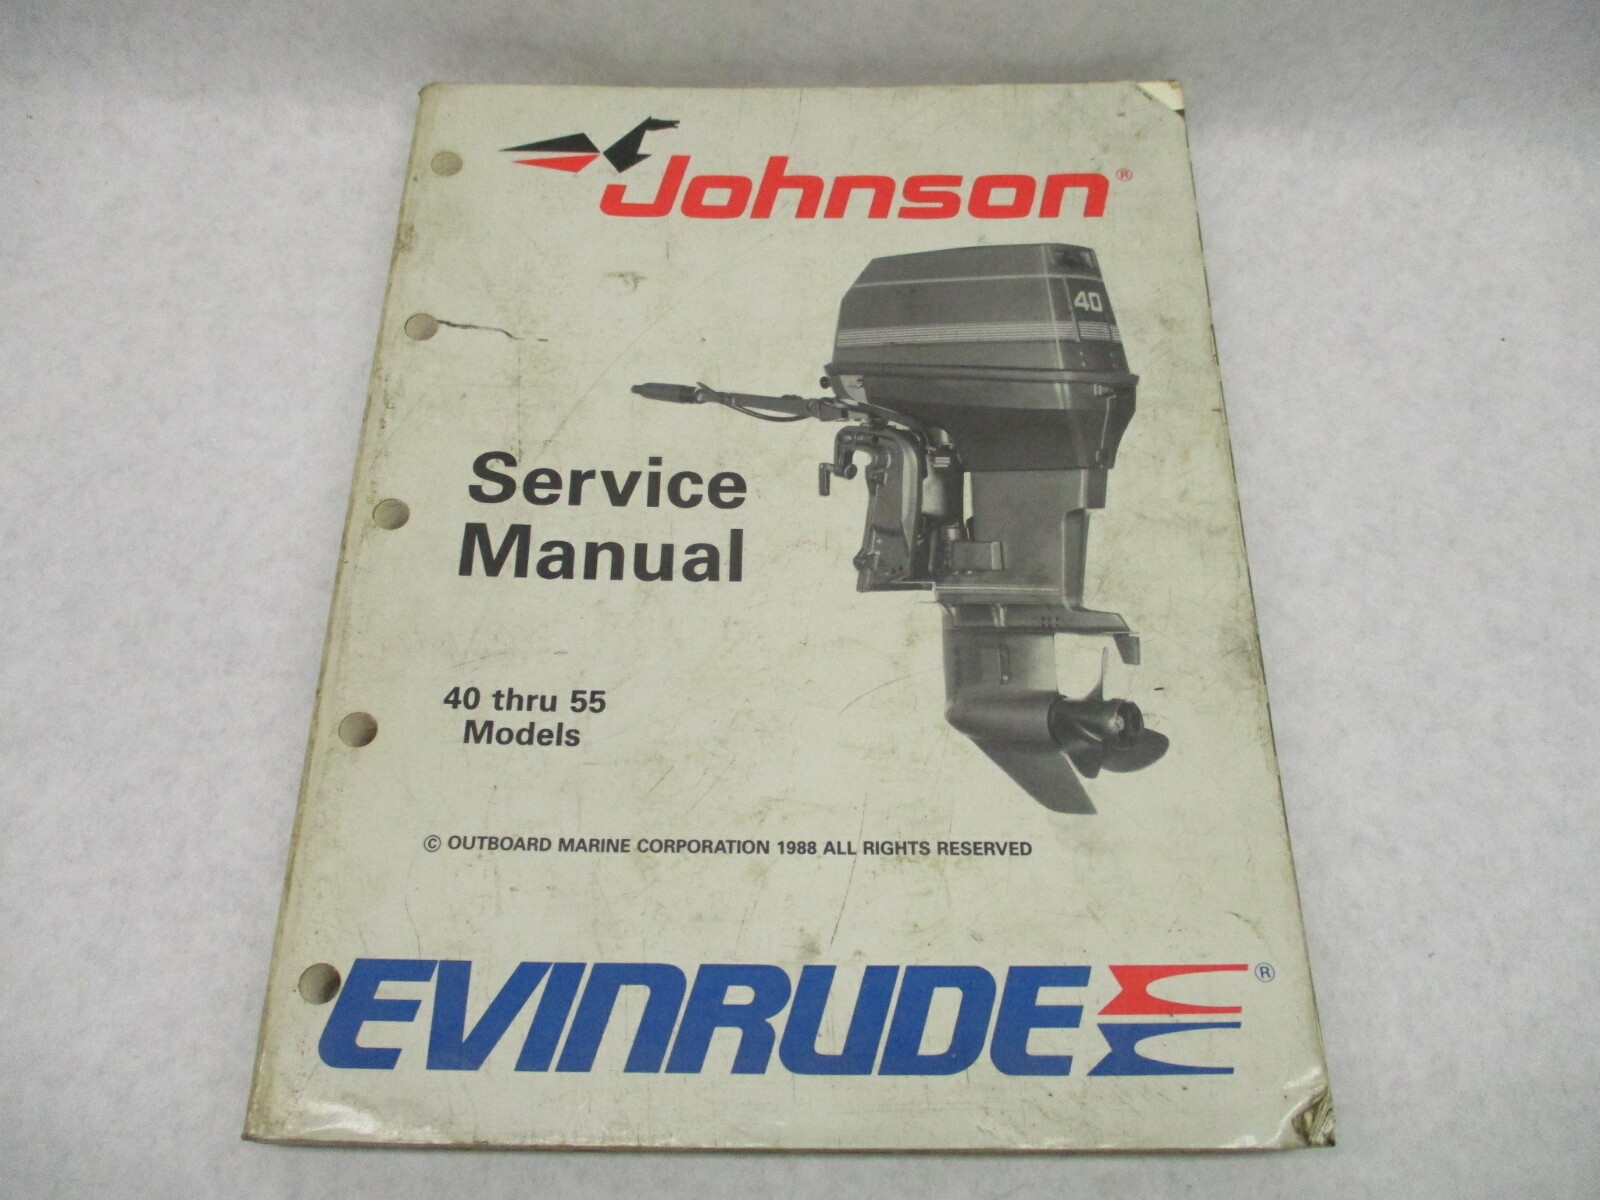 Johnson®
40
Service
Manual
40 thru 55
Models
© OUTBOARD MARINE CORPORATION 1988 ALL RIGHTS RESERVED
EVINRUDE®